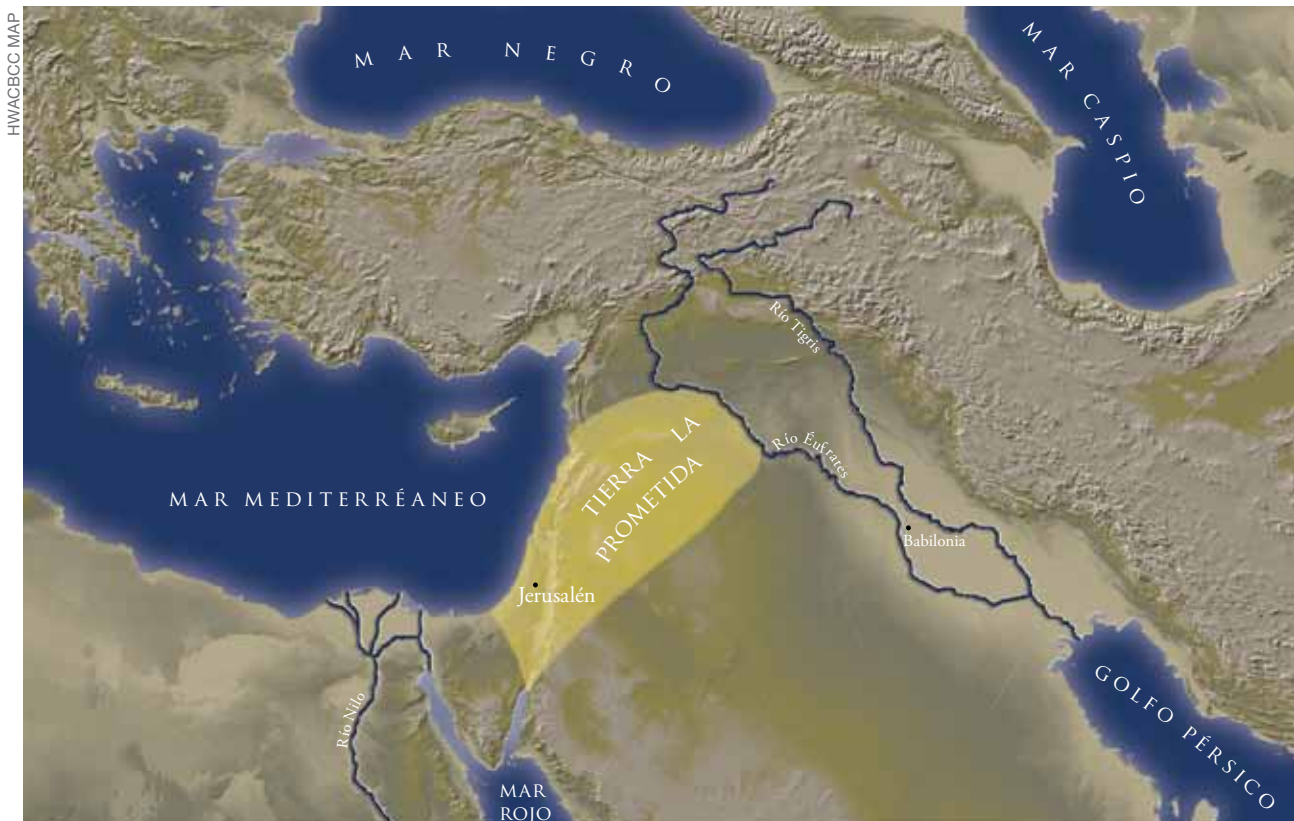 HWACBCC MAP
MAR NEGRO
MAR CASPIO
Río Tigris
LA
TIERRA
PROMETIDA
Río Éufrates
MAR MEDITERRÉANEO
Babilonia
Jerusalén
Río Nilo
GOLFO PÉRSICO
MAR
ROJO